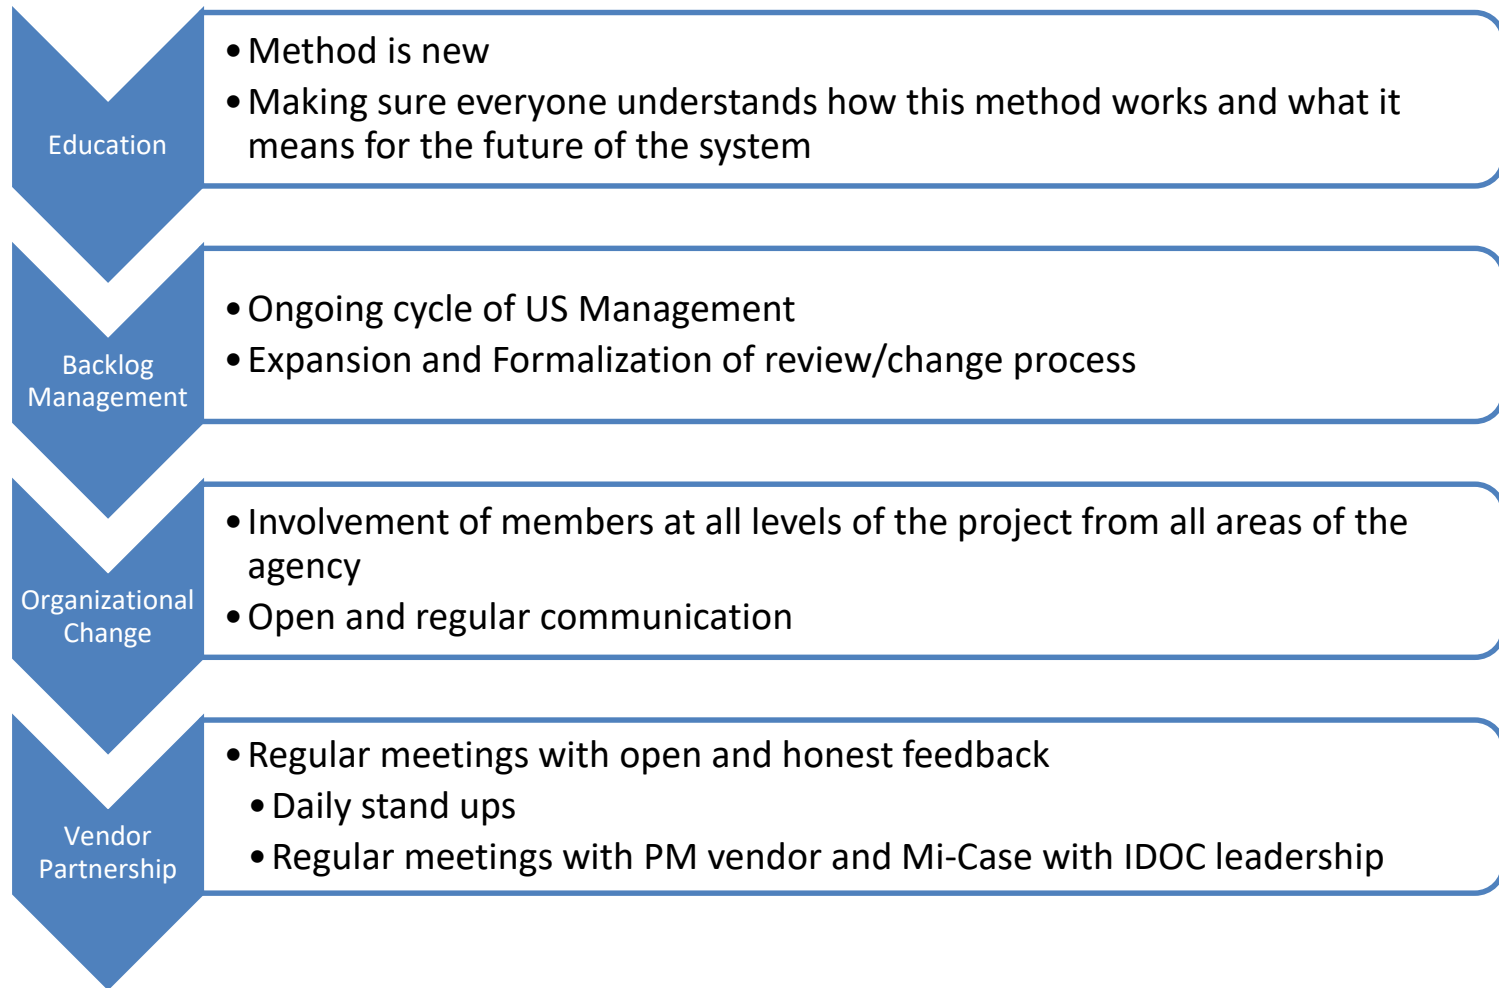 Education
• Method is new
• Making sure everyone understands how this method works and what it
means for the future of the system
Backlog
Management
• Ongoing cycle of US Management
• Expansion and Formalization of review/change process
Organizational
Change
• Involvement of members at all levels of the project from all areas of the
agency
• Open and regular communication
Vendor
Partnership
• Regular meetings with open and honest feedback
• Daily stand ups
• Regular meetings with PM vendor and Mi-Case with IDOC leadership